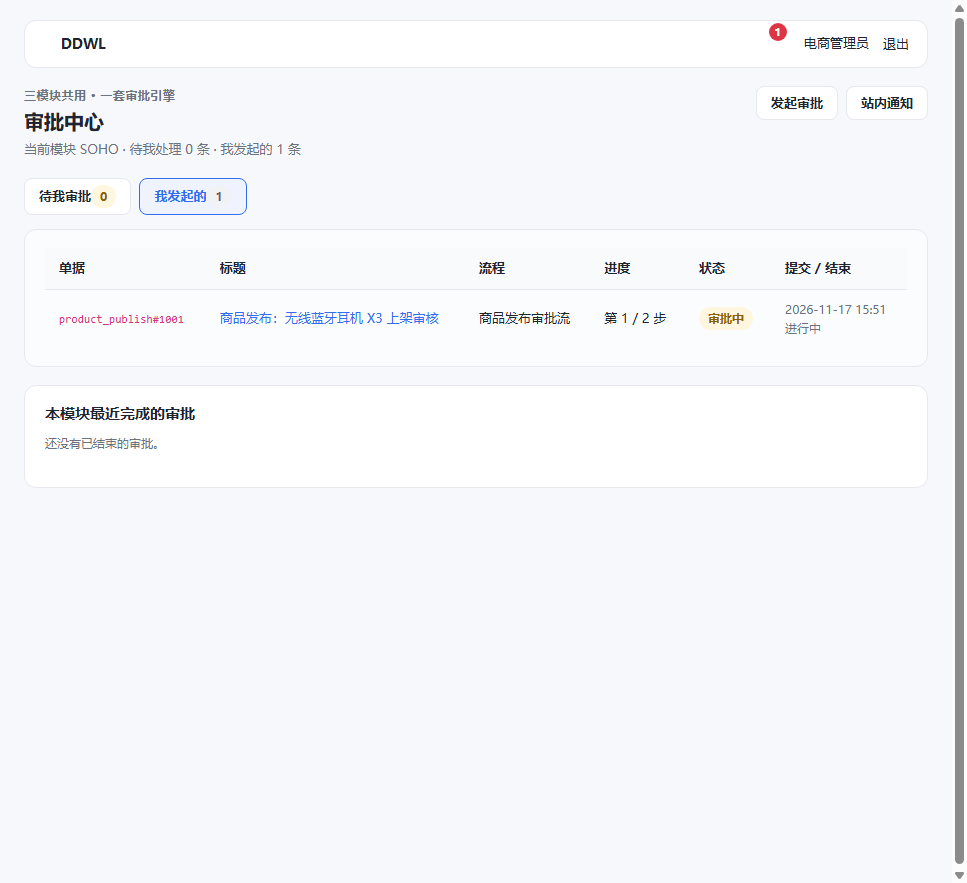 DDWL
1
电商管理员 退出
三模块共用 • 一套审批引擎
审批中心
当前模块 SOHO · 待我处理 0 条 · 我发起的 1 条
发起审批 站内通知
待我审批 0 我发起的 1
单据 标题 流程 进度 状态 提交 / 结束
product_publish#1001 商品发布：无线蓝牙耳机 X3 上架审核 商品发布审批流 第 1 / 2 步 审批中 2026-11-17 15:51
进行中
本模块最近完成的审批
还没有已结束的审批。